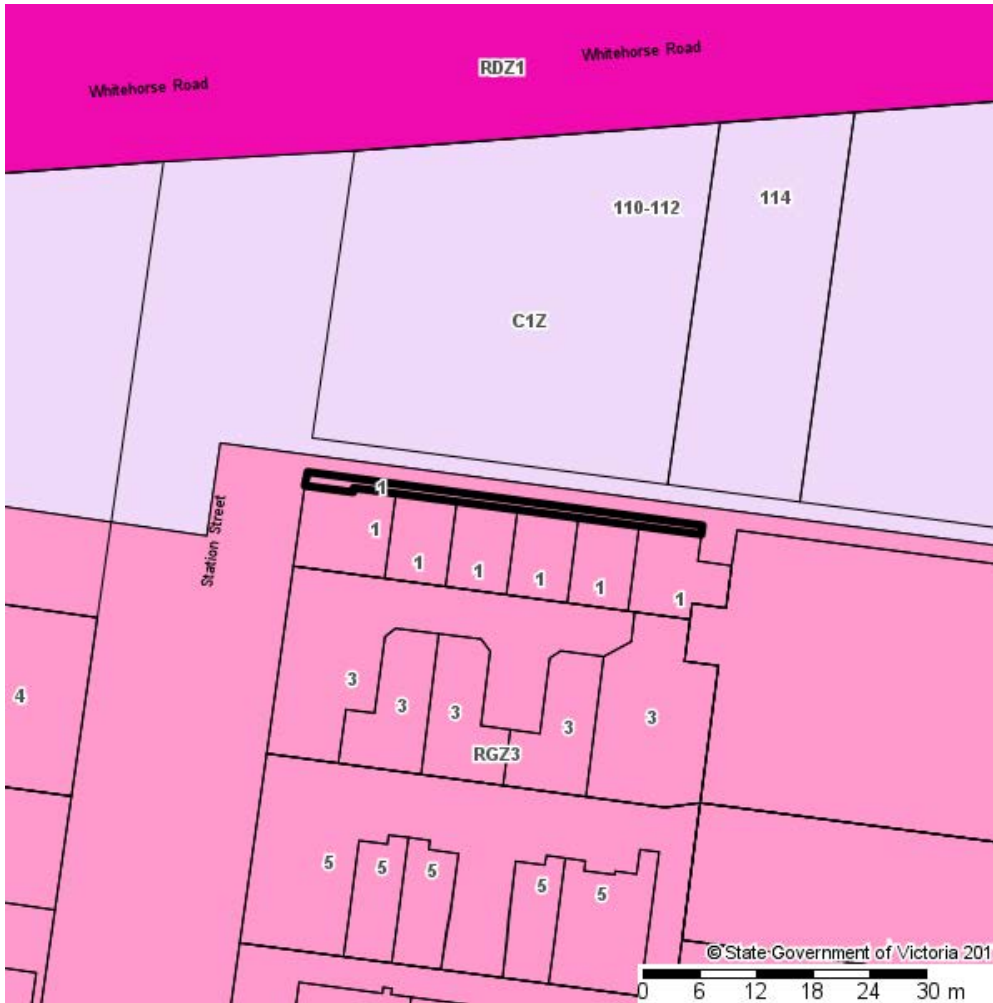 Whitehorse Road
RDZ1
Whitehorse Road
110-112
114
C1Z
Station Street
1
1
1
1
1
1
1
4
3
3
3
3
3
RGZ3
5
5
5
5
5
© State Government of Victoria 201
0 6 12 18 24 30 m